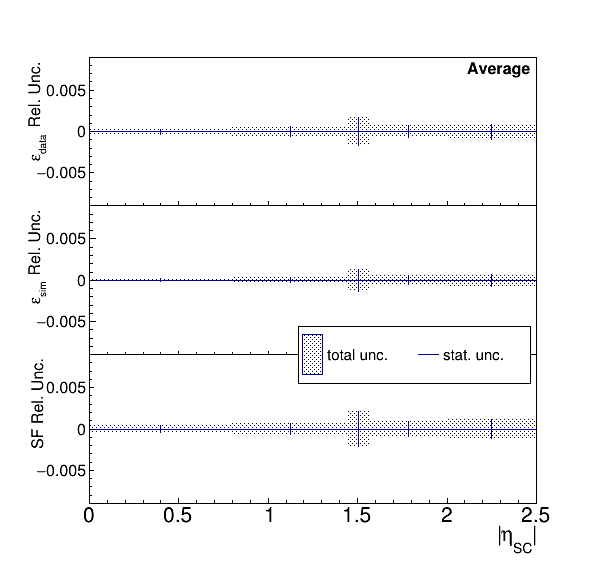 Average
ε_data Rel. Unc.
0.005
0
−0.005
ε_sim Rel. Unc.
0.005
0
−0.005
total unc.
stat. unc.
SF Rel. Unc.
0.005
0
−0.005
0 0.5 1 1.5 2 2.5
|η_SC|